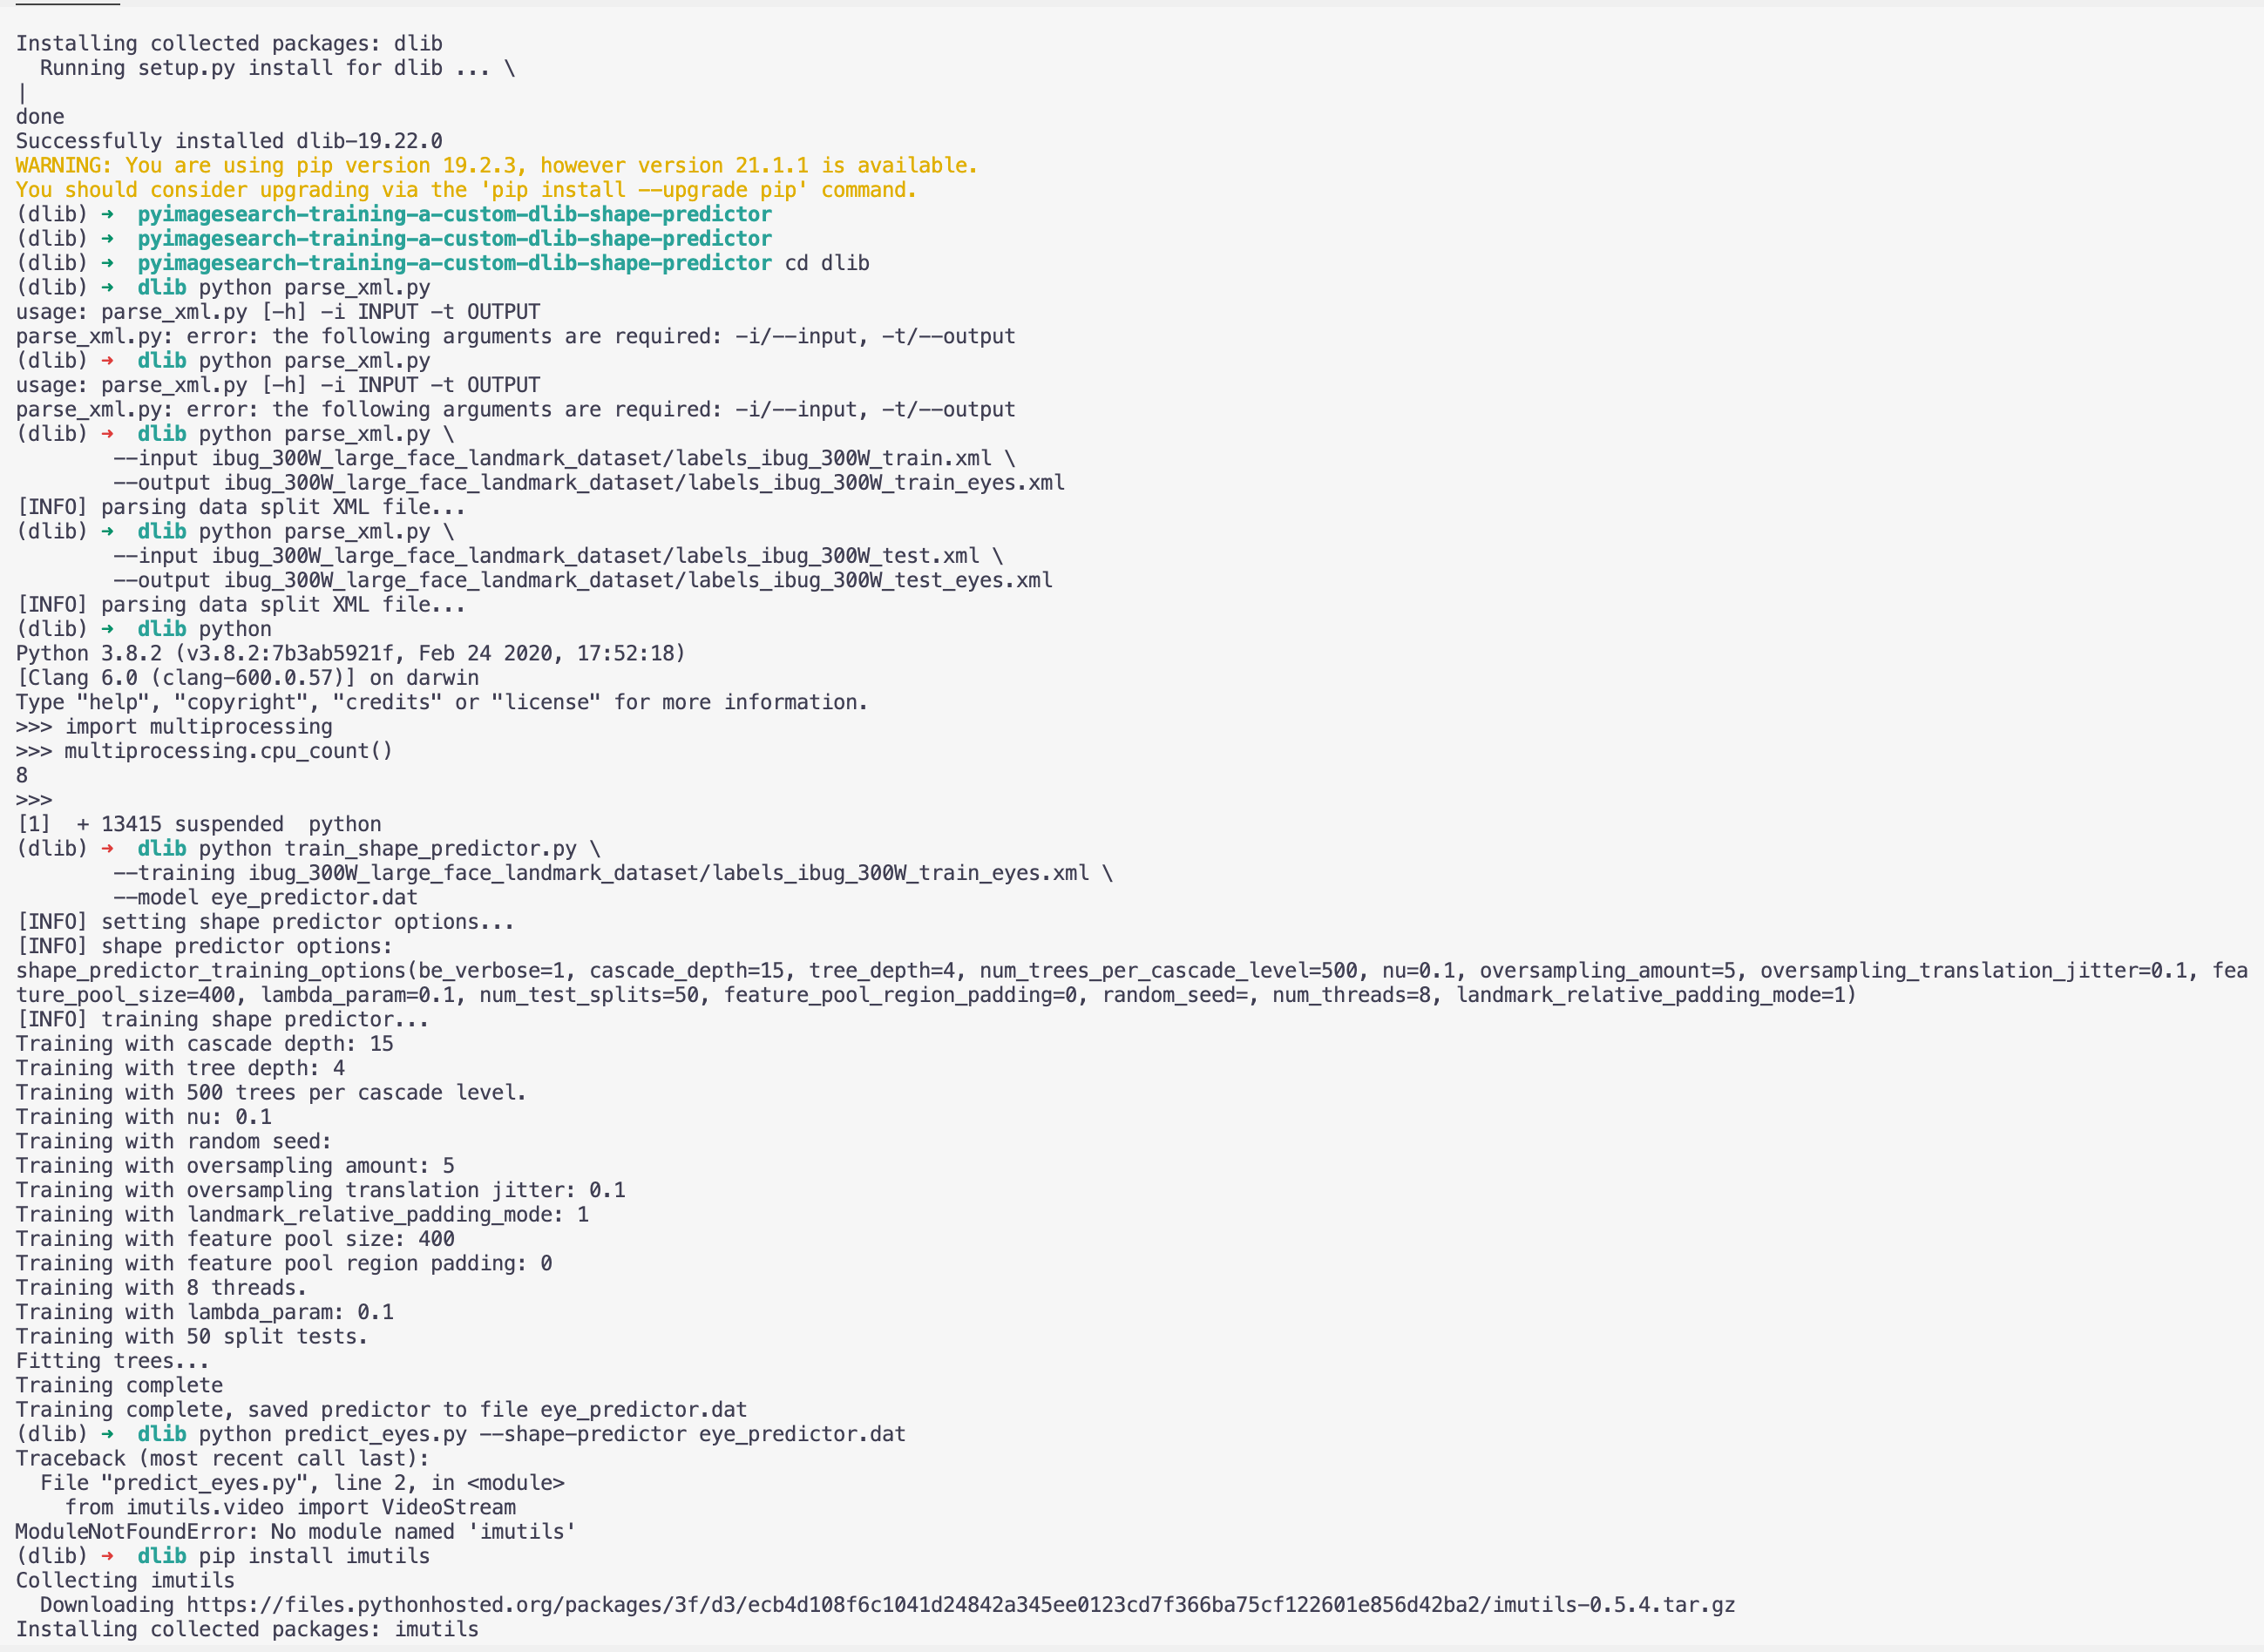 Installing collected packages: dlib
  Running setup.py install for dlib ... \
|
done
Successfully installed dlib-19.22.0
WARNING: You are using pip version 19.2.3, however version 21.1.1 is available.
You should consider upgrading via the 'pip install --upgrade pip' command.
(dlib) ➜  pyimagesearch-training-a-custom-dlib-shape-predictor
(dlib) ➜  pyimagesearch-training-a-custom-dlib-shape-predictor
(dlib) ➜  pyimagesearch-training-a-custom-dlib-shape-predictor cd dlib
(dlib) ➜  dlib python parse_xml.py
usage: parse_xml.py [-h] -i INPUT -t OUTPUT
parse_xml.py: error: the following arguments are required: -i/--input, -t/--output
(dlib) ➜  dlib python parse_xml.py
usage: parse_xml.py [-h] -i INPUT -t OUTPUT
parse_xml.py: error: the following arguments are required: -i/--input, -t/--output
(dlib) ➜  dlib python parse_xml.py \
        --input ibug_300W_large_face_landmark_dataset/labels_ibug_300W_train.xml \
        --output ibug_300W_large_face_landmark_dataset/labels_ibug_300W_train_eyes.xml
[INFO] parsing data split XML file...
(dlib) ➜  dlib python parse_xml.py \
        --input ibug_300W_large_face_landmark_dataset/labels_ibug_300W_test.xml \
        --output ibug_300W_large_face_landmark_dataset/labels_ibug_300W_test_eyes.xml
[INFO] parsing data split XML file...
(dlib) ➜  dlib python
Python 3.8.2 (v3.8.2:7b3ab5921f, Feb 24 2020, 17:52:18)
[Clang 6.0 (clang-600.0.57)] on darwin
Type "help", "copyright", "credits" or "license" for more information.
>>> import multiprocessing
>>> multiprocessing.cpu_count()
8
>>>
[1]  + 13415 suspended  python
(dlib) ➜  dlib python train_shape_predictor.py \
        --training ibug_300W_large_face_landmark_dataset/labels_ibug_300W_train_eyes.xml \
        --model eye_predictor.dat
[INFO] setting shape predictor options...
[INFO] shape predictor options:
shape_predictor_training_options(be_verbose=1, cascade_depth=15, tree_depth=4, num_trees_per_cascade_level=500, nu=0.1, oversampling_amount=5, oversampling_translation_jitter=0.1, fea
ture_pool_size=400, lambda_param=0.1, num_test_splits=50, feature_pool_region_padding=0, random_seed=, num_threads=8, landmark_relative_padding_mode=1)
[INFO] training shape predictor...
Training with cascade depth: 15
Training with tree depth: 4
Training with 500 trees per cascade level.
Training with nu: 0.1
Training with random seed:
Training with oversampling amount: 5
Training with oversampling translation jitter: 0.1
Training with landmark_relative_padding_mode: 1
Training with feature pool size: 400
Training with feature pool region padding: 0
Training with 8 threads.
Training with lambda_param: 0.1
Training with 50 split tests.
Fitting trees...
Training complete
Training complete, saved predictor to file eye_predictor.dat
(dlib) ➜  dlib python predict_eyes.py --shape-predictor eye_predictor.dat
Traceback (most recent call last):
  File "predict_eyes.py", line 2, in <module>
    from imutils.video import VideoStream
ModuleNotFoundError: No module named 'imutils'
(dlib) ➜  dlib pip install imutils
Collecting imutils
  Downloading https://files.pythonhosted.org/packages/3f/d3/ecb4d108f6c1041d24842a345ee0123cd7f366ba75cf122601e856d42ba2/imutils-0.5.4.tar.gz
Installing collected packages: imutils